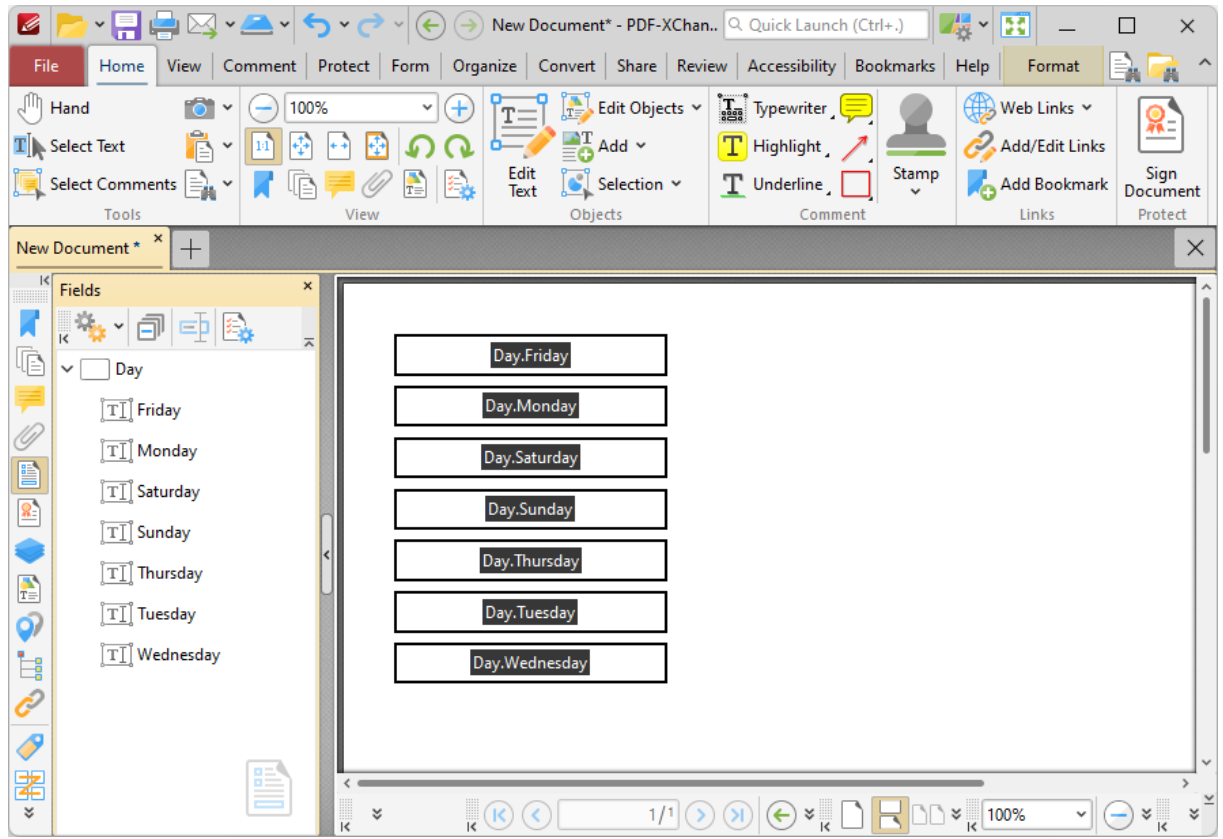 New Document* - PDF-XChan.. Quick Launch (Ctrl+.)
File Home View Comment Protect Form Organize Convert Share Review Accessibility Bookmarks Help Format
Hand 100% Edit Objects Typewriter Web Links
Select Text 1:1 Add T Highlight Add/Edit Links
Select Comments Edit Text Selection T Underline Stamp Add Bookmark Sign Document
Tools View Objects Comment Links Protect
New Document *
Fields
Day
Friday
Monday
Saturday
Sunday
Thursday
Tuesday
Wednesday
Day.Friday
Day.Monday
Day.Saturday
Day.Sunday
Day.Thursday
Day.Tuesday
Day.Wednesday
1/1 100%